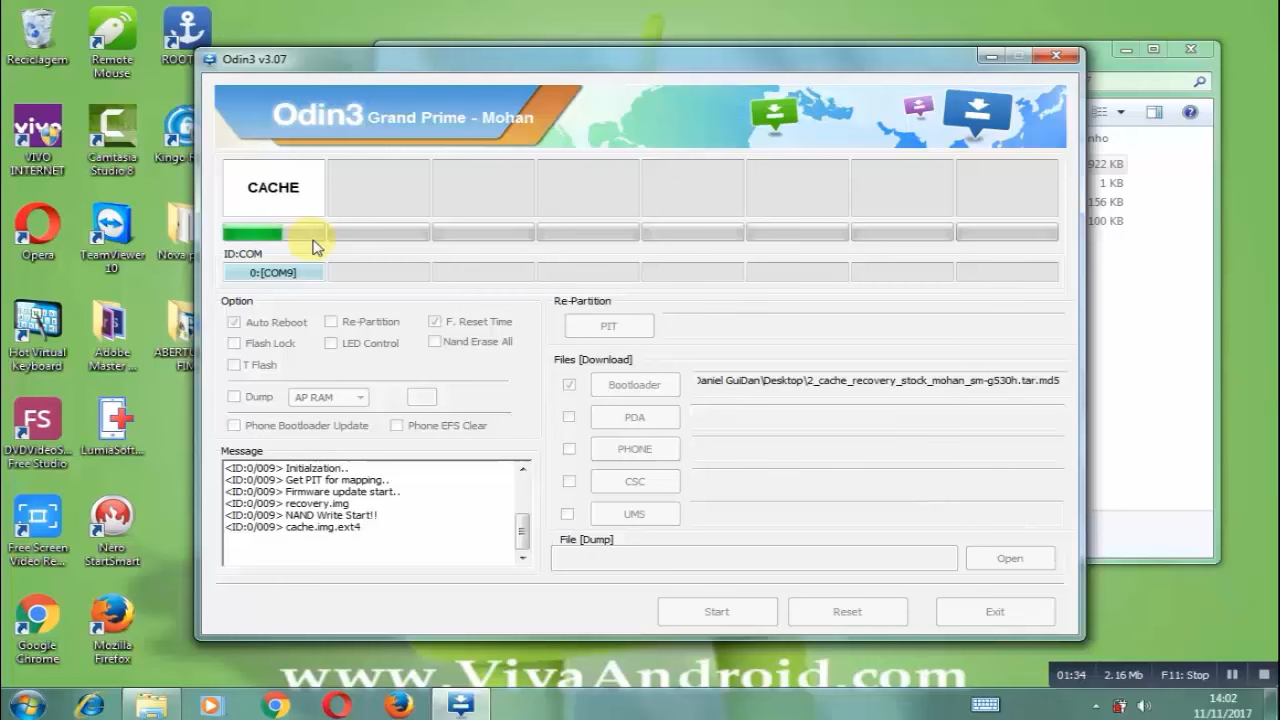 Reciclagem
Remote
Mouse
ROOT
Odin3 v3.07
Odin3 Grand Prime - Mohan
CACHE
ID:COM
0:[COM9]
Option
Auto Reboot
Re-Partition
F. Reset Time
Flash Lock
LED Control
Nand Erase All
T Flash
Dump
AP RAM
Phone Bootloader Update
Phone EFS Clear
Message
<ID:0/009> Initialzation..
<ID:0/009> Get PIT for mapping..
<ID:0/009> Firmware update start..
<ID:0/009> recovery.img
<ID:0/009> NAND Write Start!!
<ID:0/009> cache.img.ext4
Re-Partition
PIT
Files [Download]
Bootloader
Daniel GuiDan\Desktop\2_cache_recovery_stock_mohan_sm-g530h.tar.md5
PDA
PHONE
CSC
UMS
File [Dump]
Open
Start
Reset
Exit
nho
922 KB
1 KB
156 KB
100 KB
vivo
VIVO
INTERNET
Camtasia
Studio 8
Kingo R
Opera
TeamViewer
10
Nova p
Hot Virtual
Keyboard
Adobe
Master ...
ABERTU
FIM
FS
DVDVideoS...
Free Studio
LumiaSoft...
Free Screen
Video Re...
Nero
StartSmart
Google
Chrome
Mozilla
Firefox
www.VivaAndroid.com
01:34
2.16 Mb
F11: Stop
14:02
11/11/2017